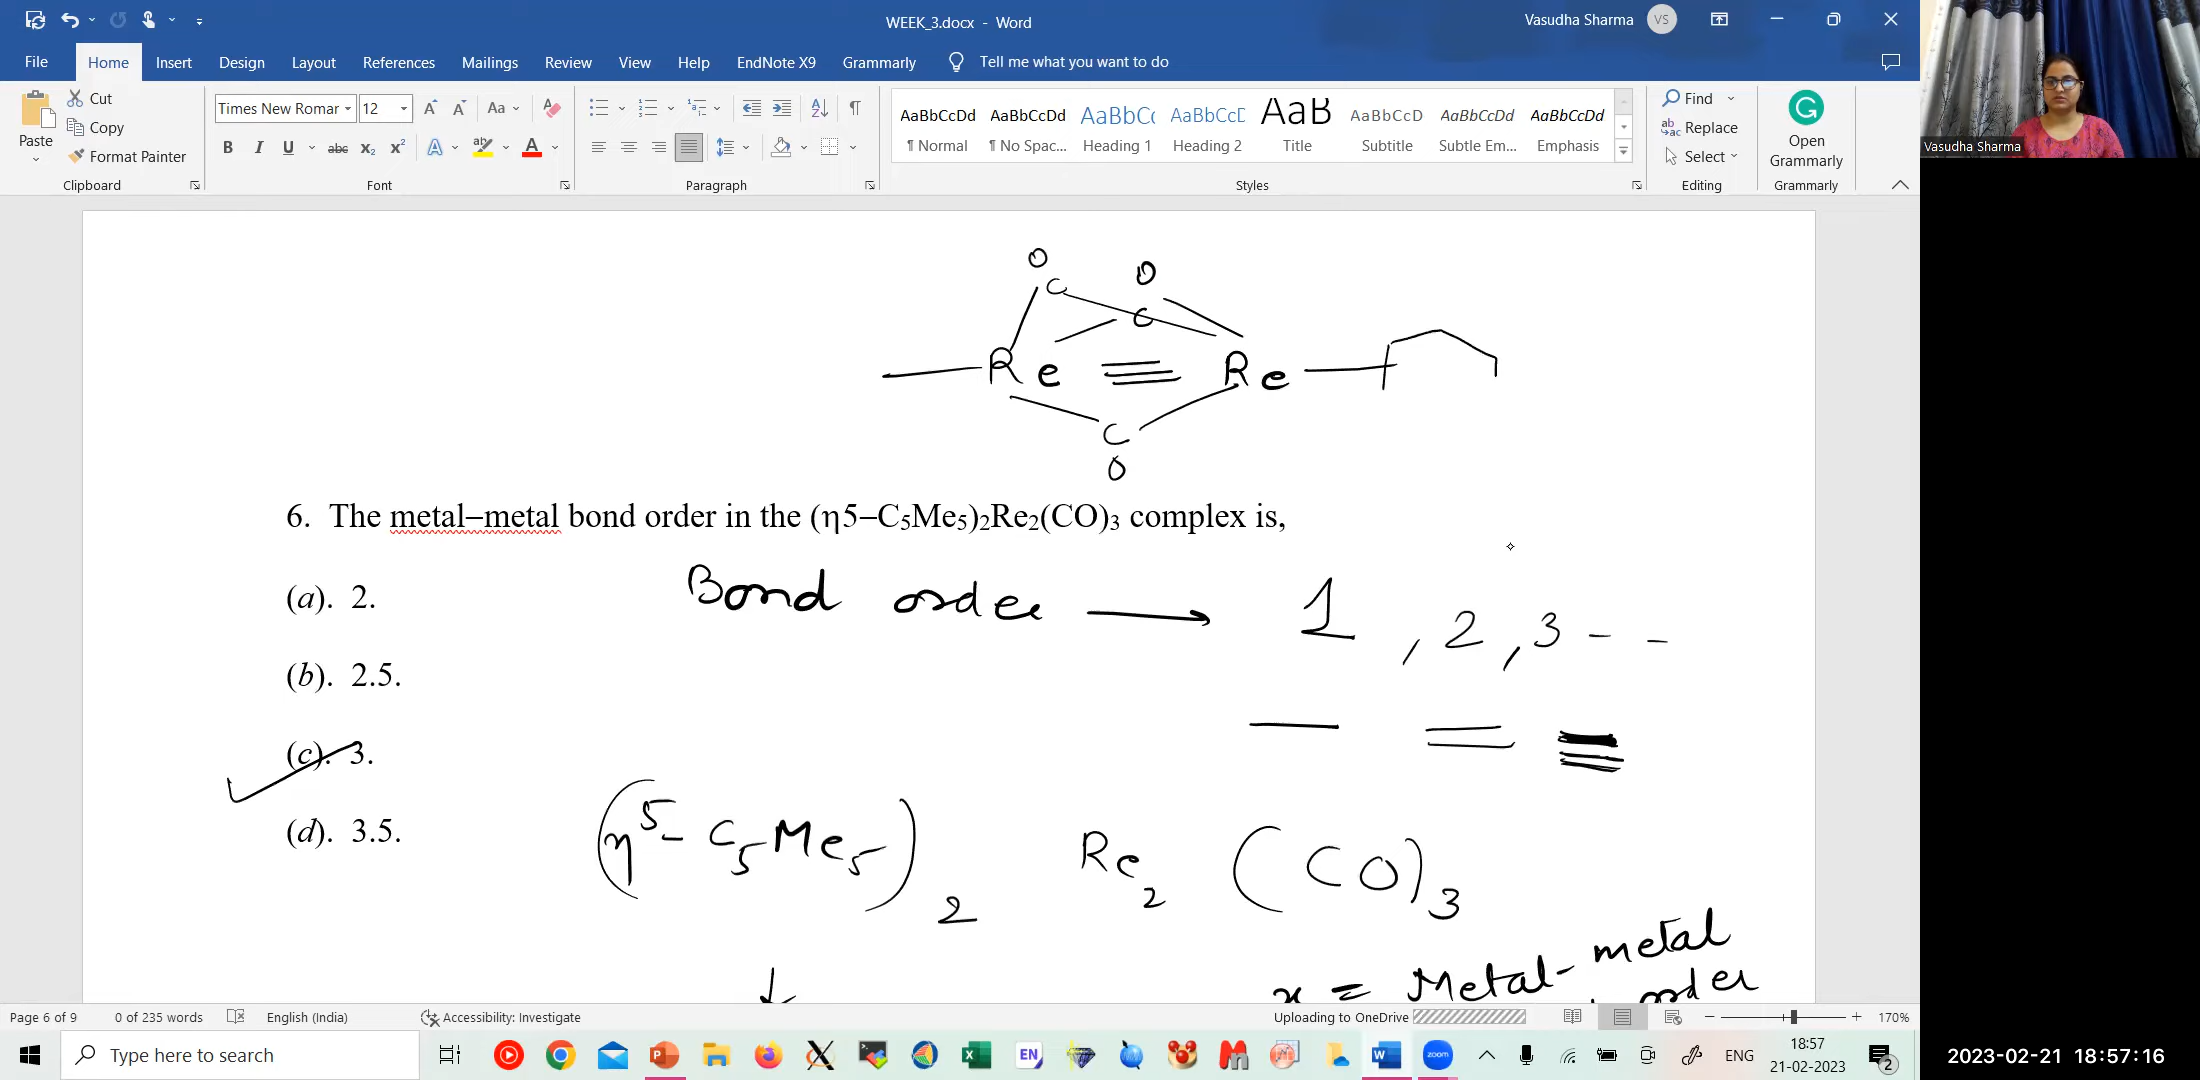 WEEK_3.docx - Word
Vasudha Sharma VS
File Home Insert Design Layout References Mailings Review View Help EndNote X9 Grammarly Tell me what you want to do
Cut
Copy
Paste
Format Painter
Clipboard
Times New Romar 12
Font
Paragraph
AaBbCcDd AaBbCcDd AaBbCc AaBbCcD AaB AaBbCcD AaBbCcDd AaBbCcDd
¶ Normal ¶ No Spac... Heading 1 Heading 2 Title Subtitle Subtle Em... Emphasis
Styles
Find
Replace
Select
Editing
Open
Grammarly
Grammarly
Vasudha Sharma
O O
C C
Re ≡ Re
C
O
6. The metal–metal bond order in the (η5–C₅Me₅)₂Re₂(CO)₃ complex is,
(a). 2.
Bond order → 1, 2, 3 - -
(b). 2.5.
(c). 3.
(d). 3.5.
(η⁵- C₅Me₅)₂ Re₂ (CO)₃
x = Metal-metal
order
Page 6 of 9 0 of 235 words English (India) Accessibility: Investigate Uploading to OneDrive 170%
Type here to search
EN
zoom
ENG
18:57
21-02-2023
2
2023-02-21 18:57:16